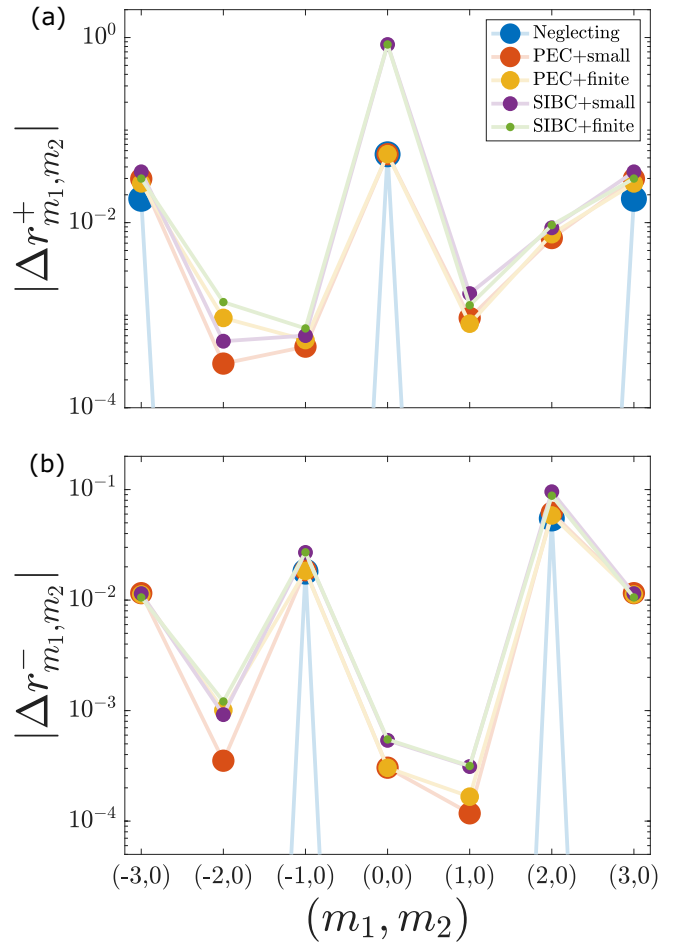 (a)
10⁰
10⁻²
10⁻⁴
|Δr⁺ₘ₁,ₘ₂|
Neglecting
PEC+small
PEC+finite
SIBC+small
SIBC+finite
(b)
10⁻¹
10⁻²
10⁻³
10⁻⁴
|Δr⁻ₘ₁,ₘ₂|
(-3,0) (-2,0) (-1,0) (0,0) (1,0) (2,0) (3,0)
(m₁, m₂)